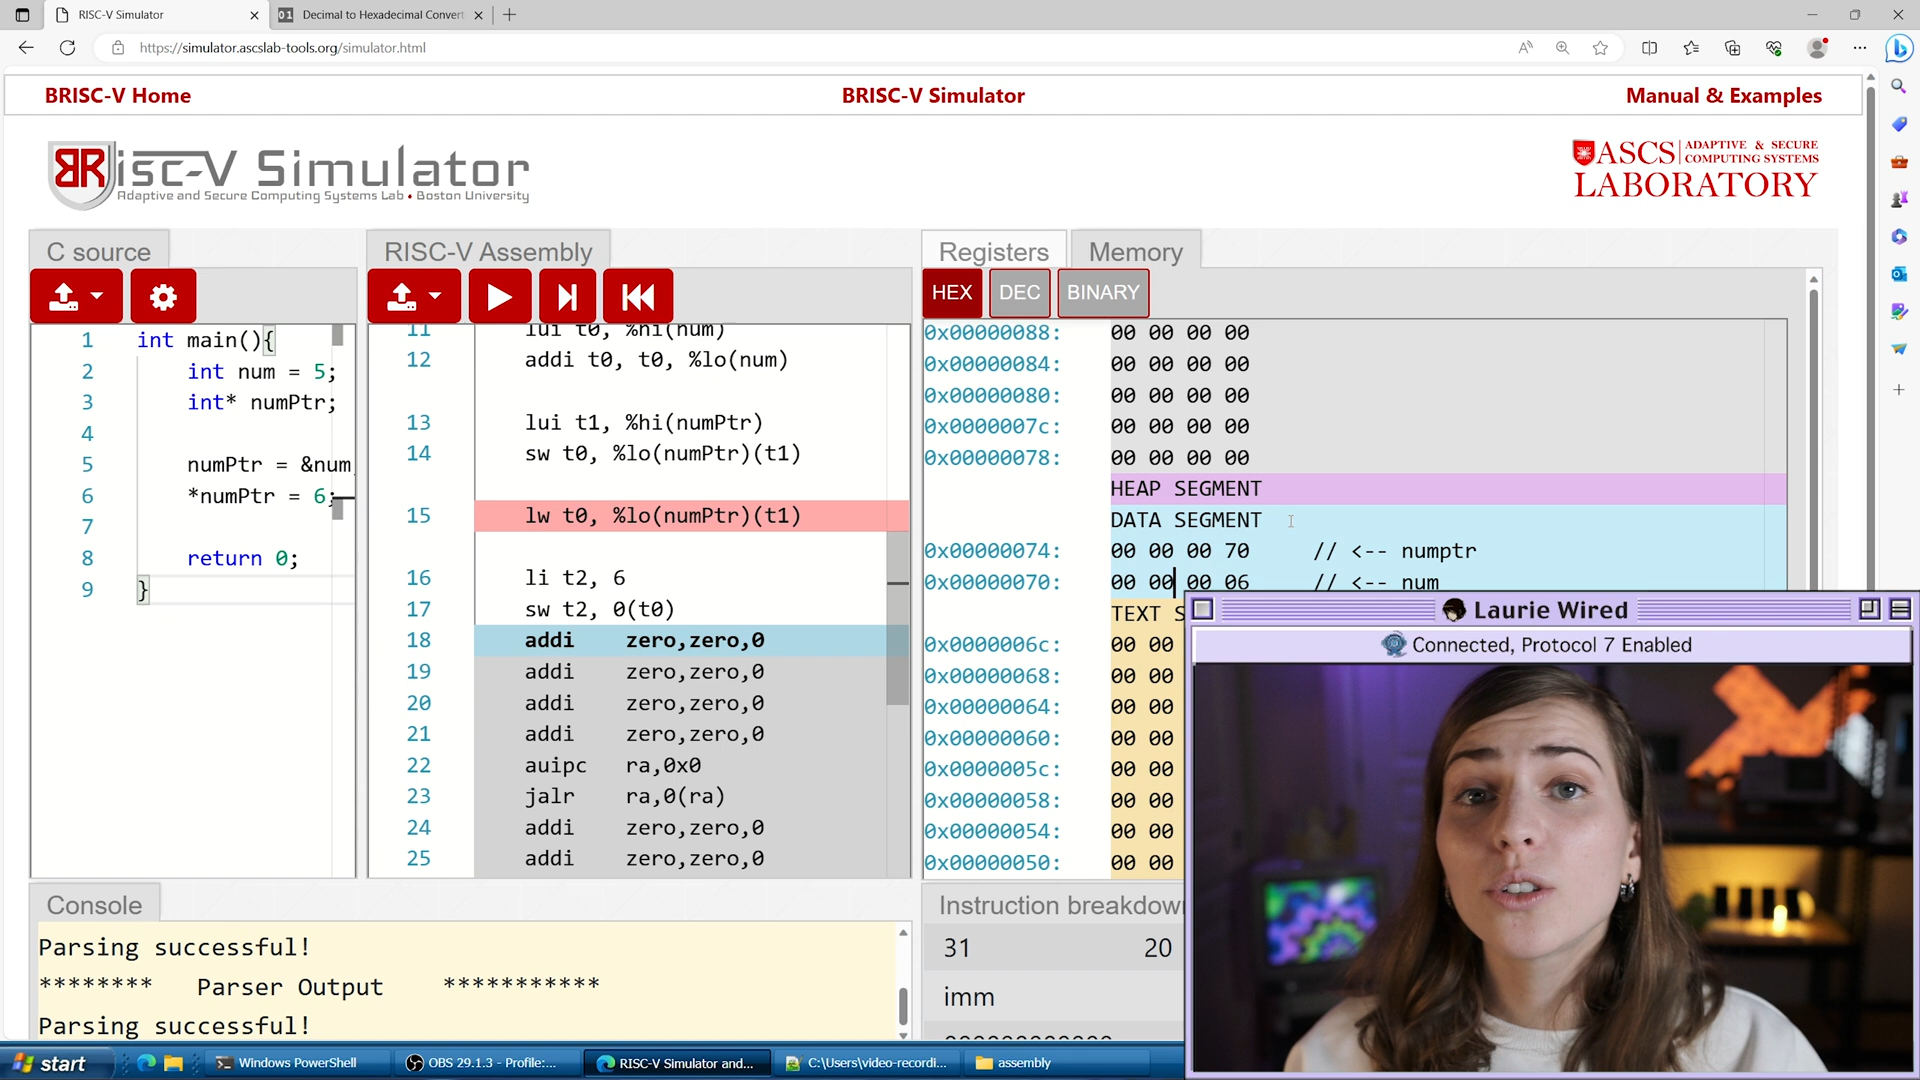 RISC-V Simulator
Decimal to Hexadecimal Convert
https://simulator.ascslab-tools.org/simulator.html
BRISC-V Home
BRISC-V Simulator
Manual & Examples
BRisc-V Simulator
Adaptive and Secure Computing Systems Lab • Boston University
ASCS ADAPTIVE & SECURE COMPUTING SYSTEMS
LABORATORY
C source
1 int main(){
2 int num = 5;
3 int* numPtr;
4
5 numPtr = &num
6 *numPtr = 6;
7
8 return 0;
9 }
RISC-V Assembly
11 lui t0, %hi(num)
12 addi t0, t0, %lo(num)
13 lui t1, %hi(numPtr)
14 sw t0, %lo(numPtr)(t1)
15 lw t0, %lo(numPtr)(t1)
16 li t2, 6
17 sw t2, 0(t0)
18 addi zero,zero,0
19 addi zero,zero,0
20 addi zero,zero,0
21 addi zero,zero,0
22 auipc ra,0x0
23 jalr ra,0(ra)
24 addi zero,zero,0
25 addi zero,zero,0
Registers
Memory
HEX DEC BINARY
0x00000088: 00 00 00 00
0x00000084: 00 00 00 00
0x00000080: 00 00 00 00
0x0000007c: 00 00 00 00
0x00000078: 00 00 00 00
HEAP SEGMENT
DATA SEGMENT
0x00000074: 00 00 00 70 // <-- numptr
0x00000070: 00 00 00 06 // <-- num
TEXT S
0x0000006c: 00 00
0x00000068: 00 00
0x00000064: 00 00
0x00000060: 00 00
0x0000005c: 00 00
0x00000058: 00 00
0x00000054: 00 00
0x00000050: 00 00
Laurie Wired
Connected, Protocol 7 Enabled
Console
Parsing successful!
******** Parser Output ***********
Parsing successful!
Instruction breakdow
31 20
imm
start
Windows PowerShell
OBS 29.1.3 - Profile:...
RISC-V Simulator and...
C:\Users\video-recordi...
assembly